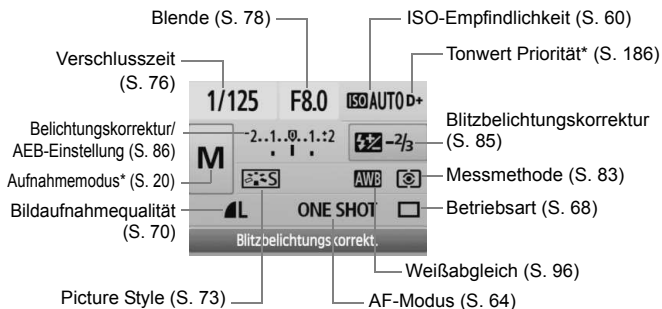 Blende (S. 78)
ISO-Empfindlichkeit (S. 60)
Verschlusszeit
(S. 76)
Tonwert Priorität* (S. 186)
1/125 F8.0 ISO AUTO D+
Belichtungskorrektur/
AEB-Einstellung (S. 86)
-2..1..0..1.:2
-2/3
Blitzbelichtungskorrektur
(S. 85)
M
Aufnahmemodus* (S. 20)
S
AWB
Messmethode (S. 83)
Bildaufnahmequalität
(S. 70)
L
ONE SHOT
Betriebsart (S. 68)
Blitzbelichtungskorrekt.
Weißabgleich (S. 96)
Picture Style (S. 73)
AF-Modus (S. 64)